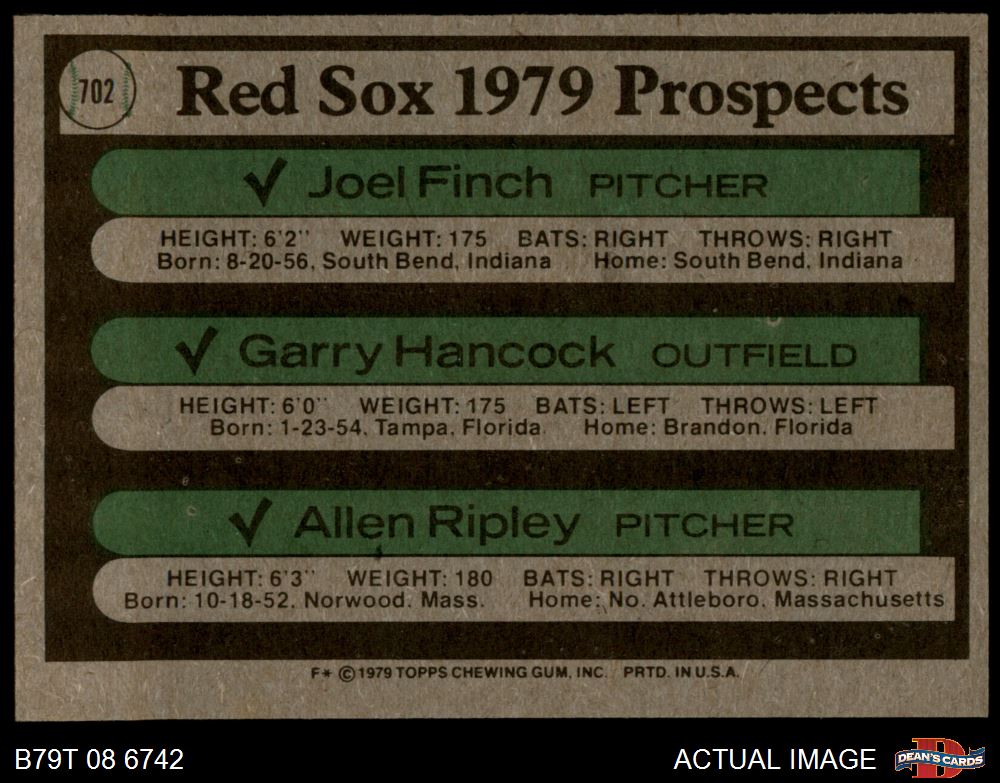 702
Red Sox 1979 Prospects
✓ Joel Finch PITCHER
HEIGHT: 6'2" WEIGHT: 175 BATS: RIGHT THROWS: RIGHT
Born: 8-20-56, South Bend, Indiana Home: South Bend, Indiana
✓ Garry Hancock OUTFIELD
HEIGHT: 6'0" WEIGHT: 175 BATS: LEFT THROWS: LEFT
Born: 1-23-54, Tampa, Florida Home: Brandon, Florida
✓ Allen Ripley PITCHER
HEIGHT: 6'3" WEIGHT: 180 BATS: RIGHT THROWS: RIGHT
Born: 10-18-52, Norwood, Mass. Home: No. Attleboro, Massachusetts
F* © 1979 TOPPS CHEWING GUM, INC. PRTD. IN U.S.A.
B79T 08 6742 ACTUAL IMAGE D DEAN'S CARDS